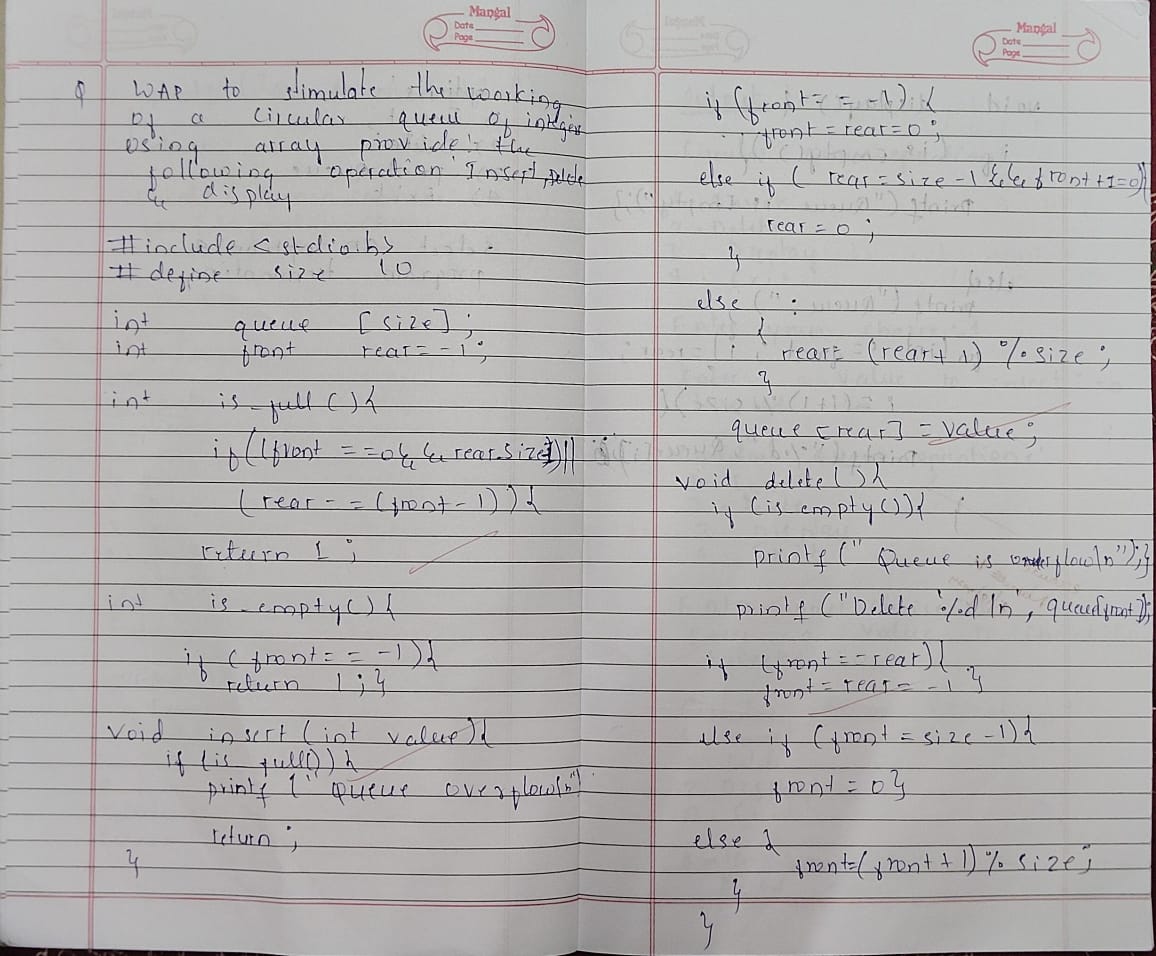 Mangal
Date
Page
Q WAP to stimulate the working
of a Circular queue of integers
using array provide the
following operation Insert, Delete
& display
#include <stdio.h>
# define size 10
int queue [size];
int front rear = -1;
int is_full () {
if ((front == 0 && rear size-1) ||
(rear == (front-1)) {
return 1 ;
int is_empty() {
if (front == -1) {
return 1 ; }
void insert (int value) {
if (is full()) {
printf (" Queue overflow\n")
return ;
}
Mangal
Date
Page
if (front == -1) {
front = rear = 0 ;
else if ( rear = size -1 && front +1=0) {
rear = 0 ;
}
else
{
rear = (rear + 1) % size ;
}
queue [rear] = value ;
void delete () {
if (is empty ()) {
printf (" Queue is underflow\n"); }
printf ("Delete %d \n", queue[front]);
if (front == rear) {
front = rear = -1 }
else if (front = size -1) {
front = 0 }
else {
front = (front + 1) % size ;
}
}